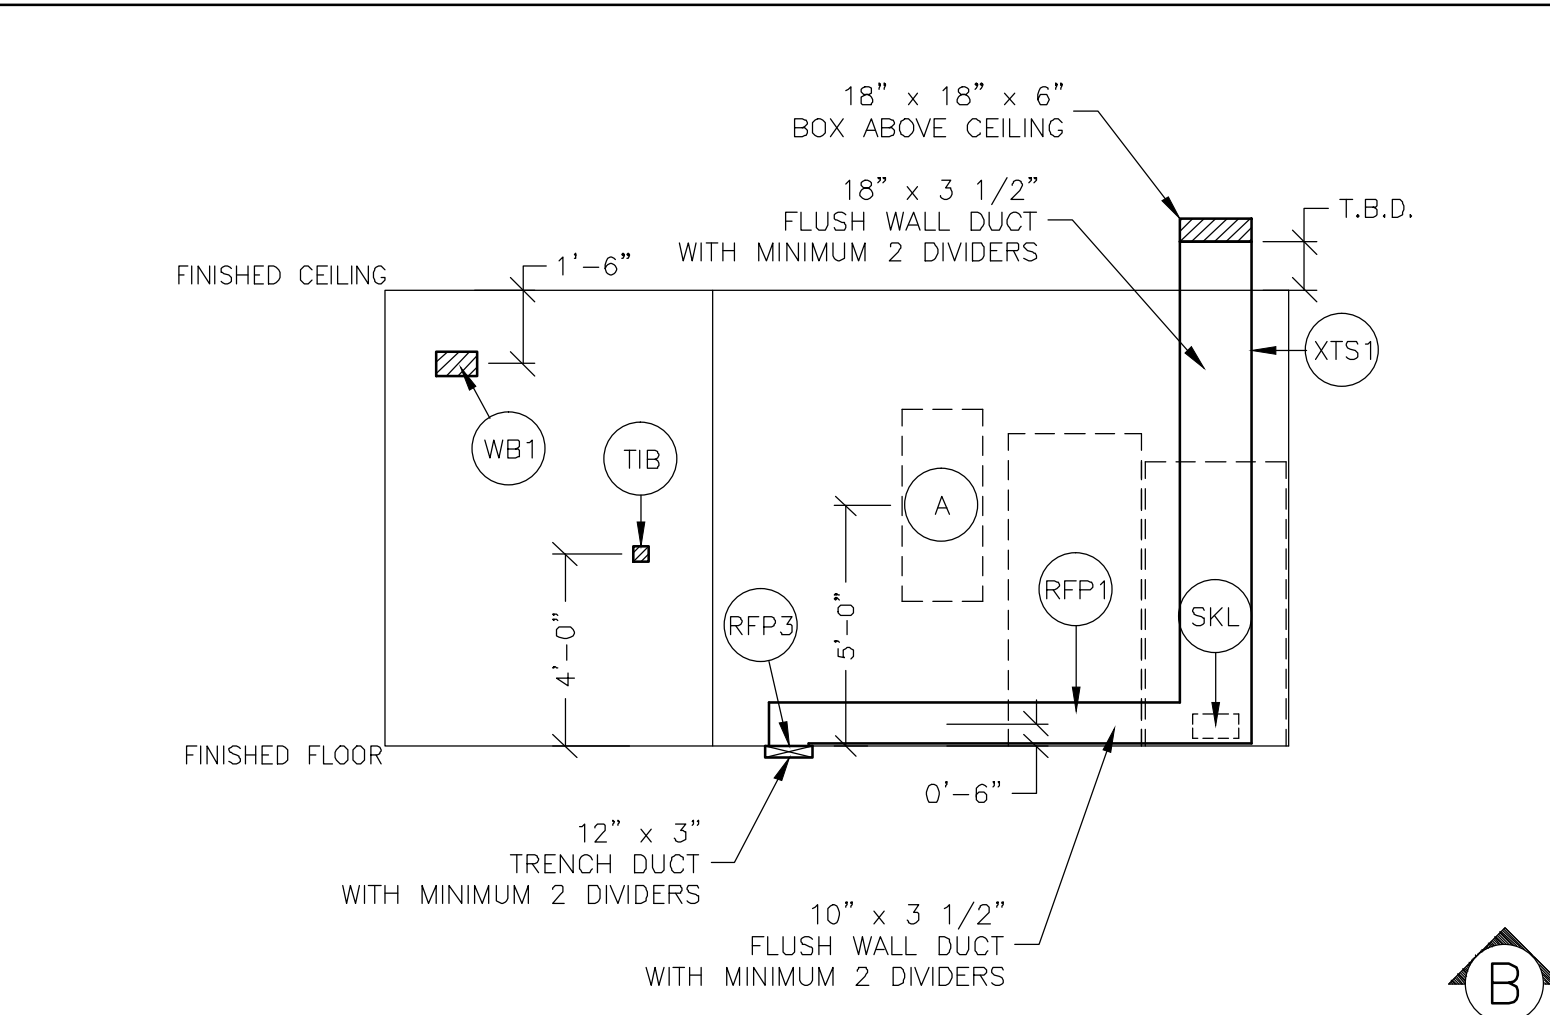 18” x 18” x 6”
BOX ABOVE CEILING
18” x 3 1/2”
FLUSH WALL DUCT
WITH MINIMUM 2 DIVIDERS
T.B.D.
FINISHED CEILING
1’-6”
XTS1
WB1
TIB
A
RFP1
SKL
RFP3
4’-0”
5’-0”
FINISHED FLOOR
0’-6”
12” x 3”
TRENCH DUCT
WITH MINIMUM 2 DIVIDERS
10” x 3 1/2”
FLUSH WALL DUCT
WITH MINIMUM 2 DIVIDERS
B